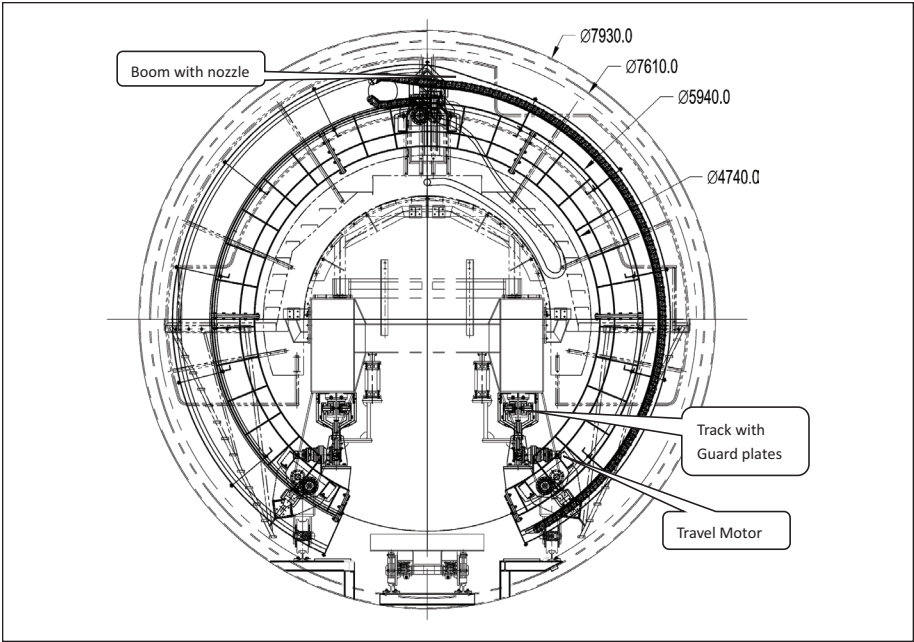 Boom with nozzle
Ø7930.0
Ø7610.0
Ø5940.0
Ø4740.0
Track with
Guard plates
Travel Motor